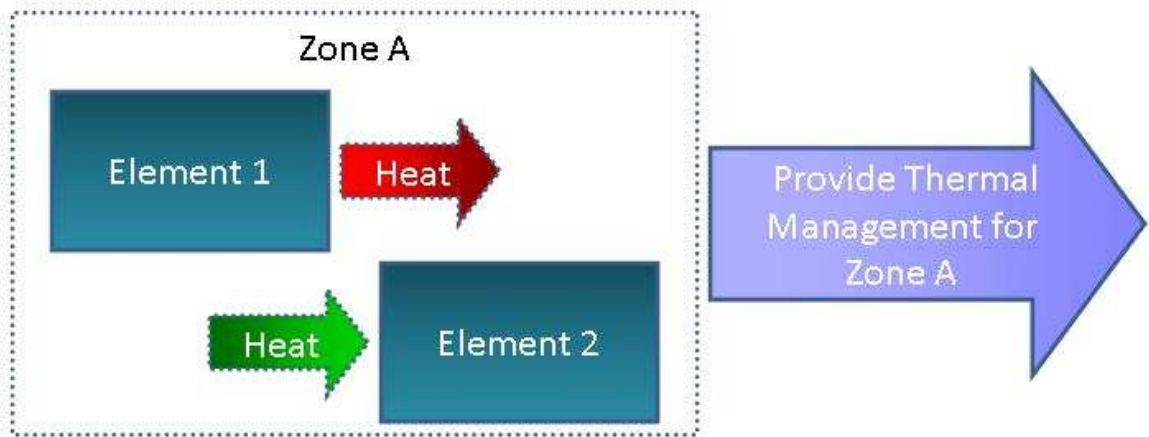 Zone A
Element 1
Heat
Heat
Element 2
Provide Thermal
Management for
Zone A